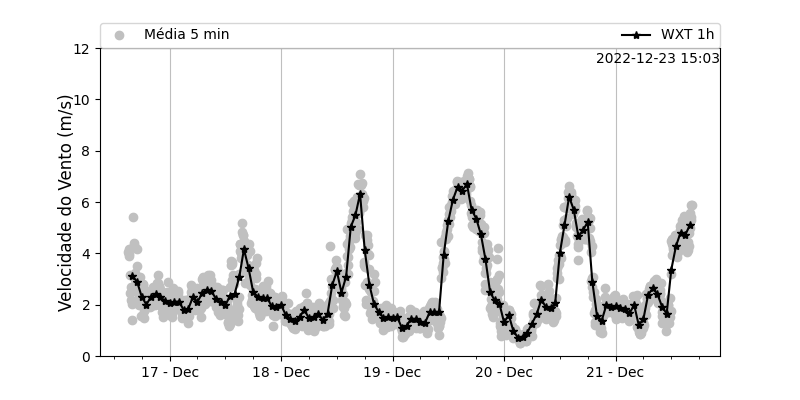 Média 5 min
WXT 1h
2022-12-23 15:03
Velocidade do Vento (m/s)
12
10
8
6
4
2
0
17 - Dec
18 - Dec
19 - Dec
20 - Dec
21 - Dec